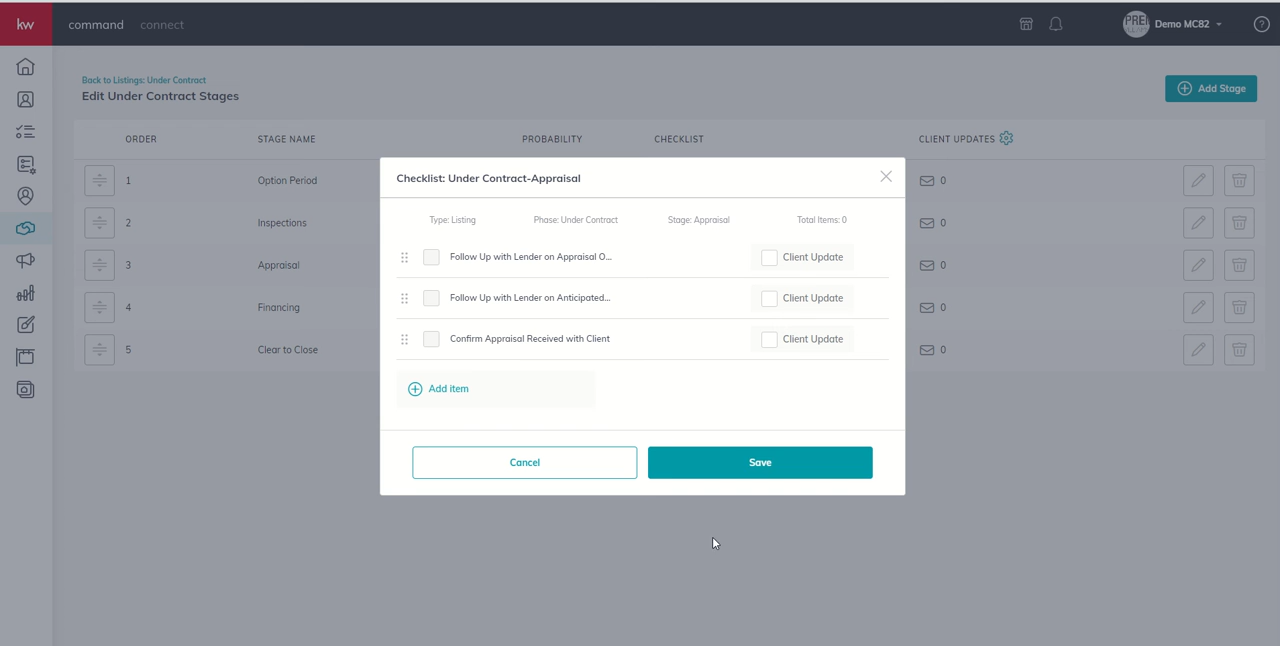 kw command connect Demo MC82
Back to Listings: Under Contract
Edit Under Contract Stages
Add Stage
ORDER STAGE NAME PROBABILITY CHECKLIST CLIENT UPDATES
1 Option Period 0
2 Inspections 0
3 Appraisal 0
4 Financing 0
5 Clear to Close 0
Checklist: Under Contract-Appraisal
Type: Listing Phase: Under Contract Stage: Appraisal Total Items: 0
Follow Up with Lender on Appraisal O... Client Update
Follow Up with Lender on Anticipated... Client Update
Confirm Appraisal Received with Client Client Update
Add item
Cancel Save